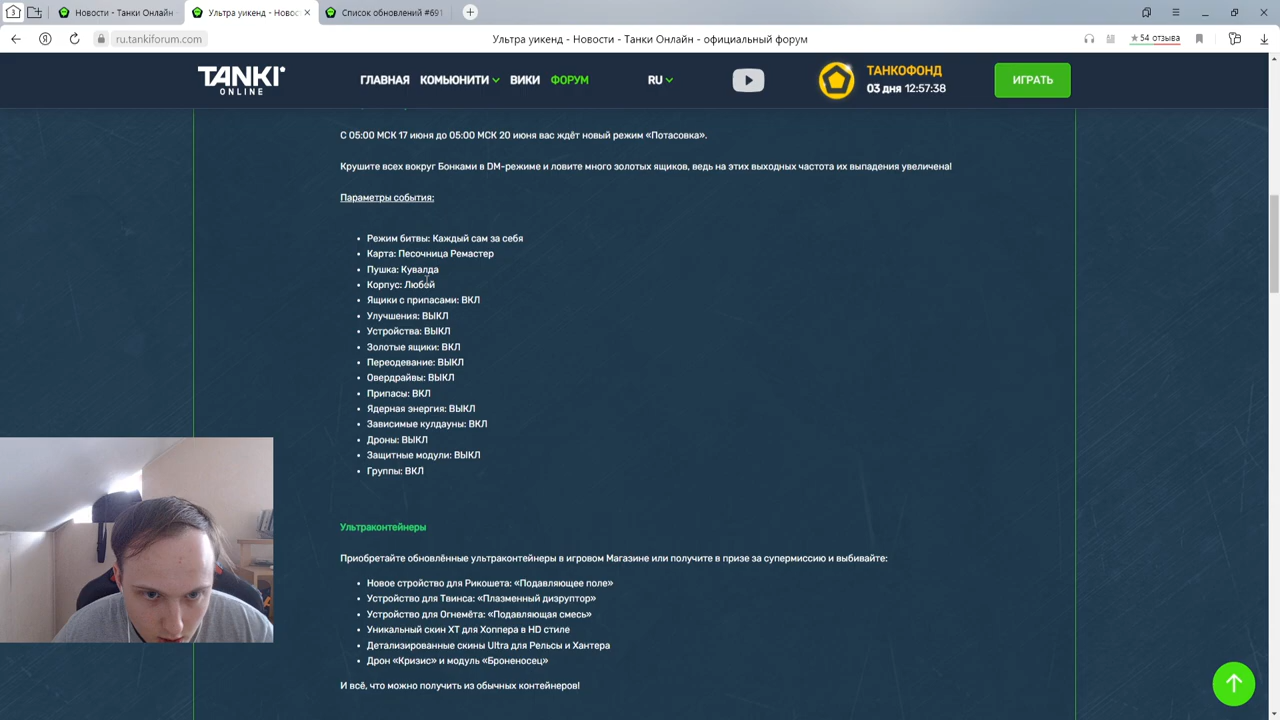 Новости - Танки Онлайн
Ультра уикенд - Новост
Список обновлений #691
ru.tankiforum.com
Ультра уикенд - Новости - Танки Онлайн - официальный форум
54 отзыва
TANKI
ONLINE
ГЛАВНАЯ
КОМЬЮНИТИ
ВИКИ
ФОРУМ
RU
ТАНКОФОНД
03 дня 12:57:38
ИГРАТЬ
С 05:00 МСК 17 июня до 05:00 МСК 20 июня вас ждёт новый режим «Потасовка».
Крушите всех вокруг Бонками в DM-режиме и ловите много золотых ящиков, ведь на этих выходных частота их выпадения увеличена!
Параметры события:
Режим битвы: Каждый сам за себя
Карта: Песочница Ремастер
Пушка: Кувалда
Корпус: Любой
Ящики с припасами: ВКЛ
Улучшения: ВЫКЛ
Устройства: ВЫКЛ
Золотые ящики: ВКЛ
Переодевание: ВЫКЛ
Овердрайвы: ВЫКЛ
Припасы: ВКЛ
Ядерная энергия: ВЫКЛ
Зависимые кулдауны: ВКЛ
Дроны: ВЫКЛ
Защитные модули: ВЫКЛ
Группы: ВКЛ
Ультраконтейнеры
Приобретайте обновлённые ультраконтейнеры в игровом Магазине или получите в призе за супермиссию и выбивайте:
Новое стройство для Рикошета: «Подавляющее поле»
Устройство для Твинса: «Плазменный дизруптор»
Устройство для Огнемёта: «Подавляющая смесь»
Уникальный скин XT для Хоппера в HD стиле
Детализированные скины Ultra для Рельсы и Хантера
Дрон «Кризис» и модуль «Броненосец»
И всё, что можно получить из обычных контейнеров!